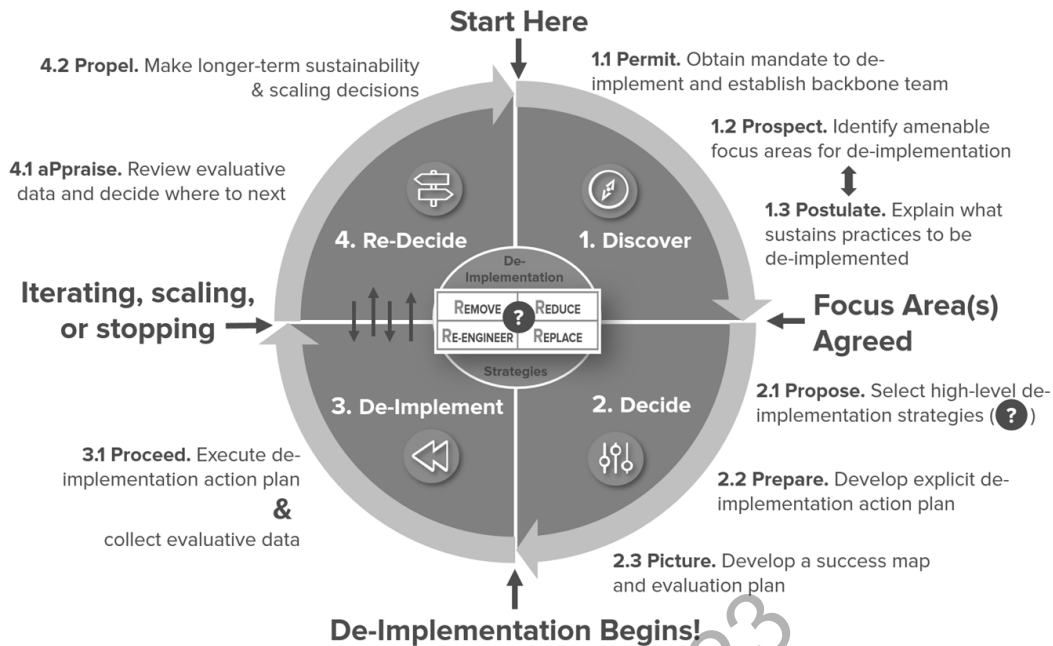 Start Here
1.1 Permit. Obtain mandate to de-
implement and establish backbone team
1.2 Prospect. Identify amenable
focus areas for de-implementation
1.3 Postulate. Explain what
sustains practices to be
de-implemented
1. Discover
Focus Area(s)
Agreed
2.1 Propose. Select high-level de-
implementation strategies (?)
2.2 Prepare. Develop explicit de-
implementation action plan
2.3 Picture. Develop a success map
and evaluation plan
2. Decide
De-Implementation Begins!
3. De-Implement
3.1 Proceed. Execute de-
implementation action plan
&
collect evaluative data
Iterating, scaling,
or stopping
4. Re-Decide
4.1 aPpraise. Review evaluative
data and decide where to next
4.2 Propel. Make longer-term sustainability
& scaling decisions
De-
Implementation
REMOVE ? REDUCE
RE-ENGINEER REPLACE
Strategies